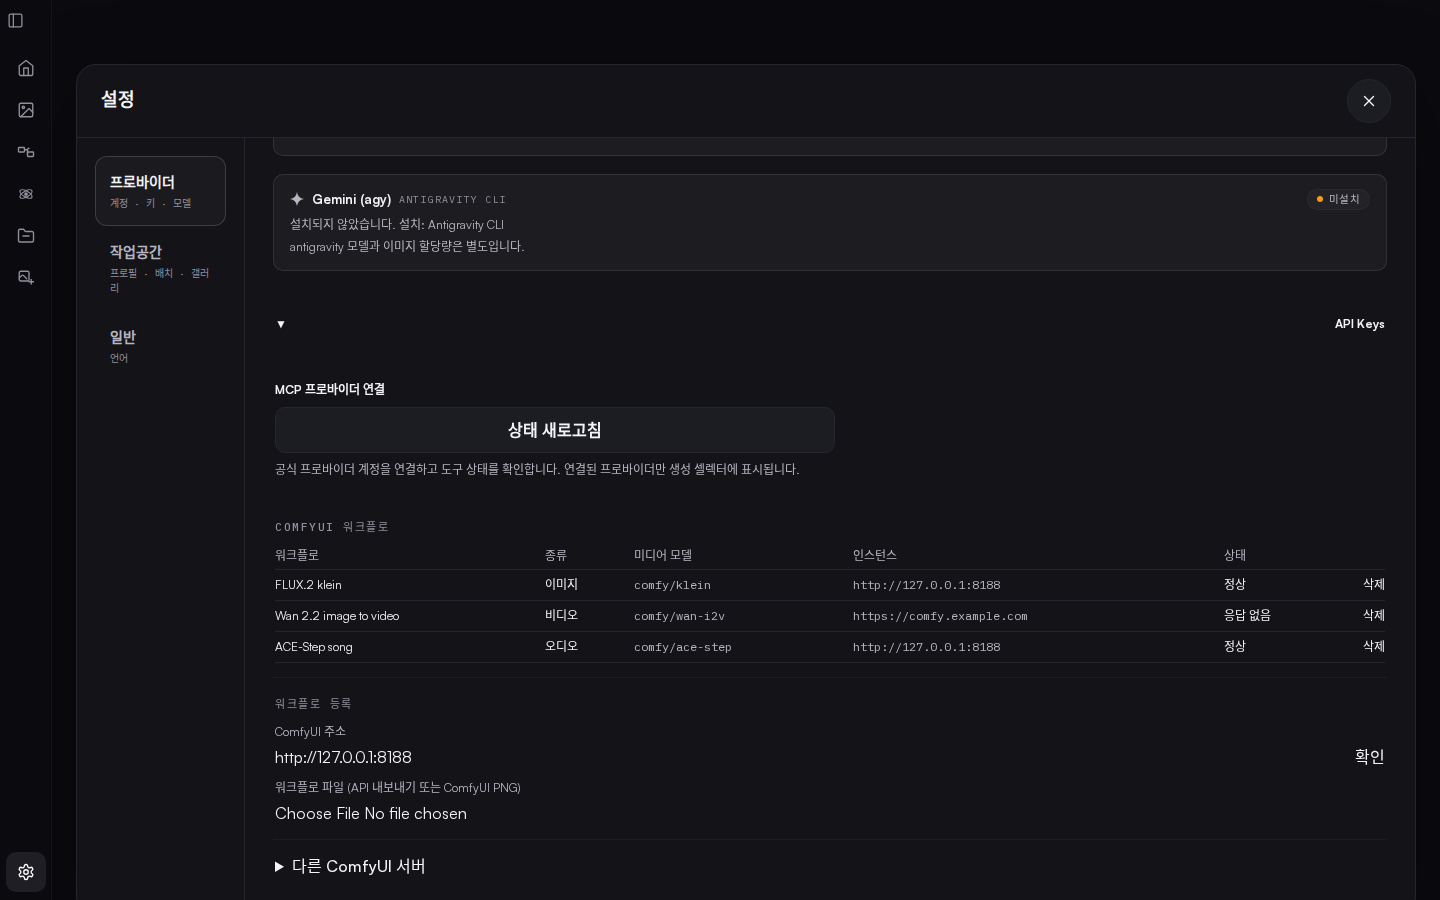 설정
프로바이더
계정 · 키 · 모델
작업공간
프로필 · 배치 · 갤러
리
일반
언어
Gemini (agy) ANTIGRAVITY CLI 미설치
설치되지 않았습니다. 설치: Antigravity CLI
antigravity 모델과 이미지 할당량은 별도입니다.
▼ API Keys
MCP 프로바이더 연결
상태 새로고침
공식 프로바이더 계정을 연결하고 도구 상태를 확인합니다. 연결된 프로바이더만 생성 셀렉터에 표시됩니다.
COMFYUI 워크플로
워크플로 종류 미디어 모델 인스턴스 상태
FLUX.2 klein 이미지 comfy/klein http://127.0.0.1:8188 정상 삭제
Wan 2.2 image to video 비디오 comfy/wan-i2v https://comfy.example.com 응답 없음 삭제
ACE-Step song 오디오 comfy/ace-step http://127.0.0.1:8188 정상 삭제
워크플로 등록
ComfyUI 주소
http://127.0.0.1:8188 확인
워크플로 파일 (API 내보내기 또는 ComfyUI PNG)
Choose File No file chosen
▶ 다른 ComfyUI 서버